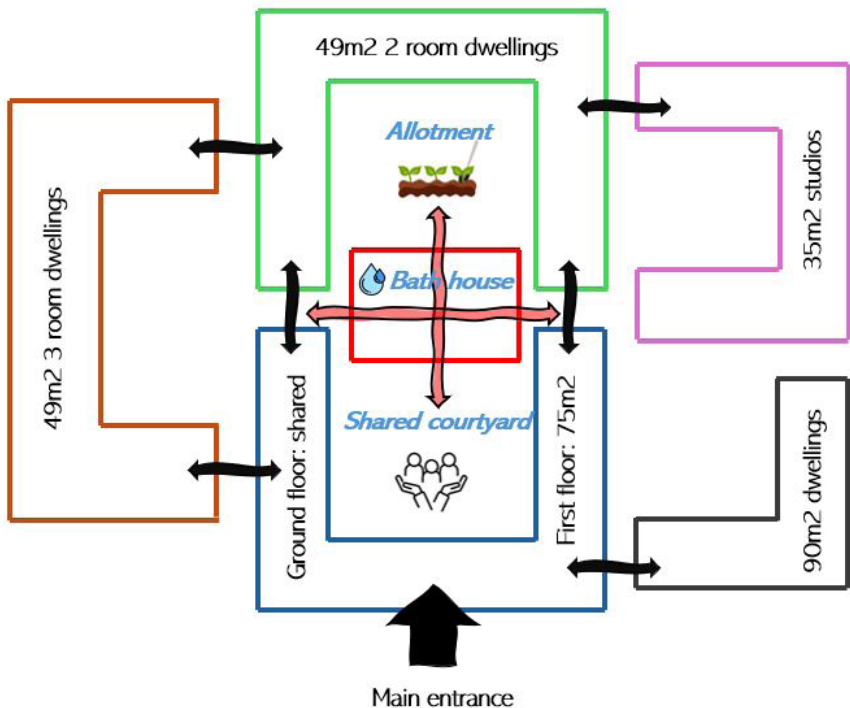 49m2 2 room dwellings
Allotment
35m2 studios
49m2 3 room dwellings
Bath house
Shared courtyard
Ground floor: shared
First floor: 75m2
90m2 dwellings
Main entrance